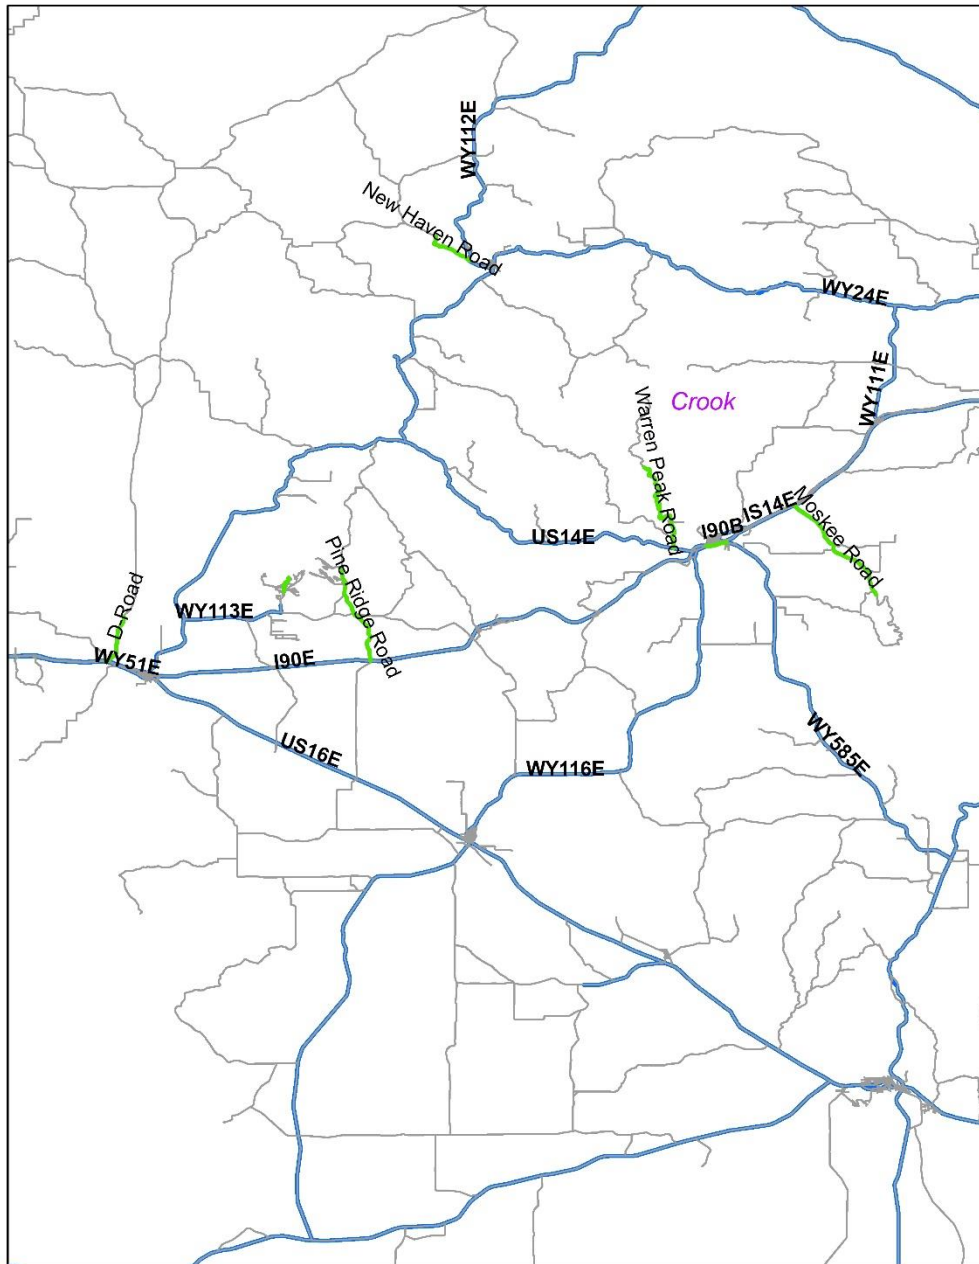 WY112E
New Haven Road
WY24E
WY111E
Crook
Warren Peak Road
IS14E
Moskee Road
I90B
US14E
Pine Ridge Road
D-Road
WY113E
WY51E
I90E
US16E
WY116E
WY585E